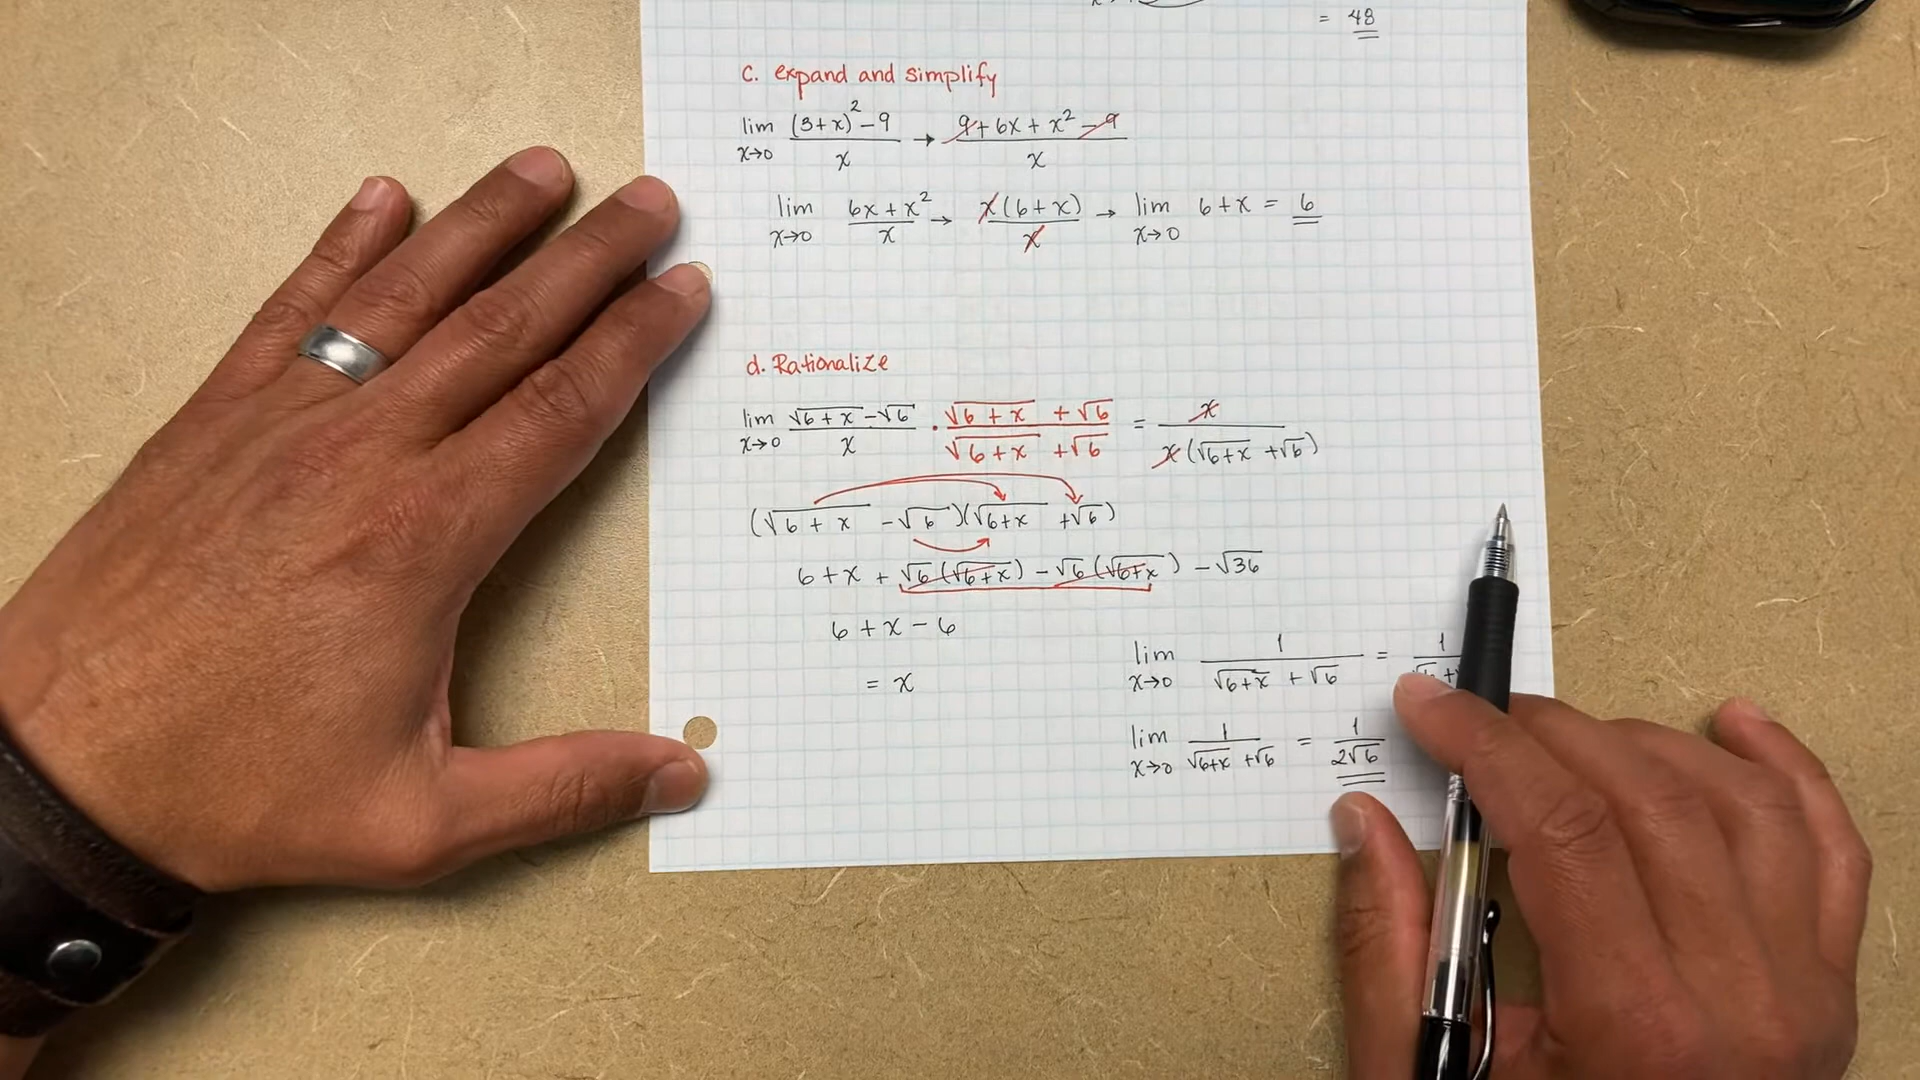 = 48
c. expand and simplify
lim x→0 ((3+x)² - 9)/x → (9 + 6x + x² - 9)/x
lim x→0 (6x + x²)/x → x(6 + x)/x → lim x→0 6 + x = 6
d. Rationalize
lim x→0 (√(6+x) - √6)/x · (√(6+x) + √6)/(√(6+x) + √6) = x/(x(√(6+x) + √6))
(√(6+x) - √6)(√(6+x) + √6)
6 + x + √6(√(6+x)) - √6(√(6+x)) - √36
6 + x - 6
= x
lim x→0 1/(√(6+x) + √6) = 1/(√6 +
lim x→0 1/(√(6+x) + √6) = 1/(2√6)